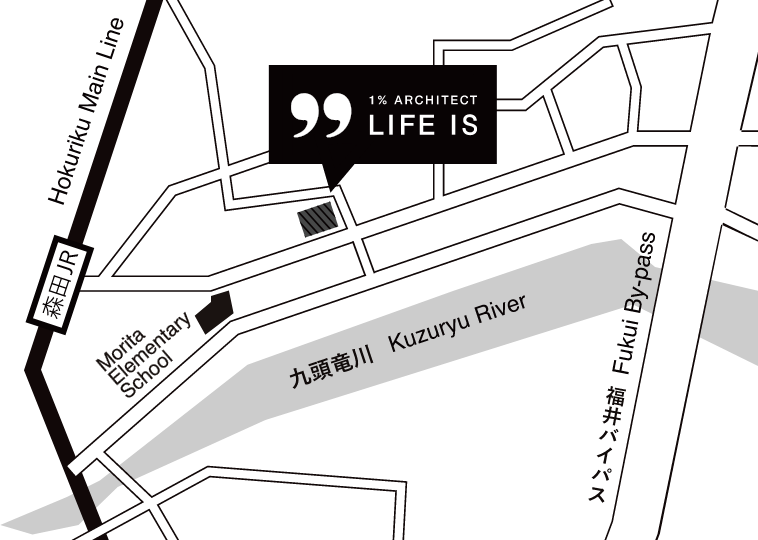 Hokuriku Main Line
”
1% ARCHITECT
LIFE IS
森田JR
Morita
Elementary
School
九頭竜川 Kuzuryu River
Fukui By-pass
福井バイパス